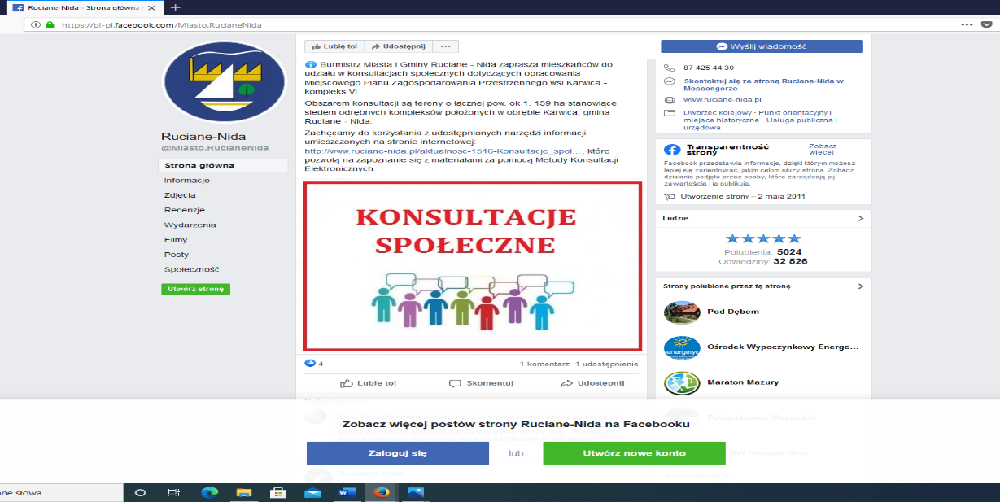 Ruciane-Nida - Strona główna
https://pl-pl.facebook.com/Miasto.RucianeNida
Ruciane-Nida
@Miasto.RucianeNida
Strona główna
Informacje
Zdjęcia
Recenzje
Wydarzenia
Filmy
Posty
Społeczność
Utwórz stronę
Lubię to! Udostępnij
Burmistrz Miasta i Gminy Ruciane - Nida zaprasza mieszkańców do
udziału w konsultacjach społecznych dotyczących opracowania
Miejscowego Planu Zagospodarowania Przestrzennego wsi Karwica -
kompleks VI.
Obszarem konsultacji są tereny o łącznej pow. ok 1. 159 ha stanowiące
siedem odrębnych kompleksów położonych w obrębie Karwica, gmina
Ruciane - Nida.
Zachęcamy do korzystania z udostępnionych narzędzi informacji
umieszczonych na stronie internetowej:
http://www.ruciane-nida.pl/aktualnosc-1516-Konsultacje_spol..., które
pozwolą na zapoznanie się z materiałami za pomocą Metody Konsultacji
Elektronicznych.
KONSULTACJE
SPOŁECZNE
4 1 komentarz 1 udostępnienie
Lubię to! Skomentuj Udostępnij
Wyślij wiadomość
87 425 44 30
Skontaktuj się ze stroną Ruciane-Nida w
Messengerze
www.ruciane-nida.pl
Dworzec kolejowy · Punkt orientacyjny i
miejsce historyczne · Usługa publiczna i
urzędowa
Transparentność
strony
Zobacz
więcej
Facebook przedstawia informacje, dzięki którym możesz
lepiej się zorientować, jakim celom służy strona. Zobacz
działania podjęte przez osoby, które zarządzają jej
zawartością i ją publikują.
Utworzenie strony – 2 maja 2011
Ludzie
Polubienia: 5024
Odwiedziny: 32 526
Strony polubione przez tę stronę
Pod Dębem
energetyk
Ośrodek Wypoczynkowy Energe...
Maraton Mazury
Poduszkowce Mazurskie
RW Ruciane Nida
Zobacz więcej postów strony Ruciane-Nida na Facebooku
Zaloguj się lub Utwórz nowe konto
Ruciane-Nida
ne słowa